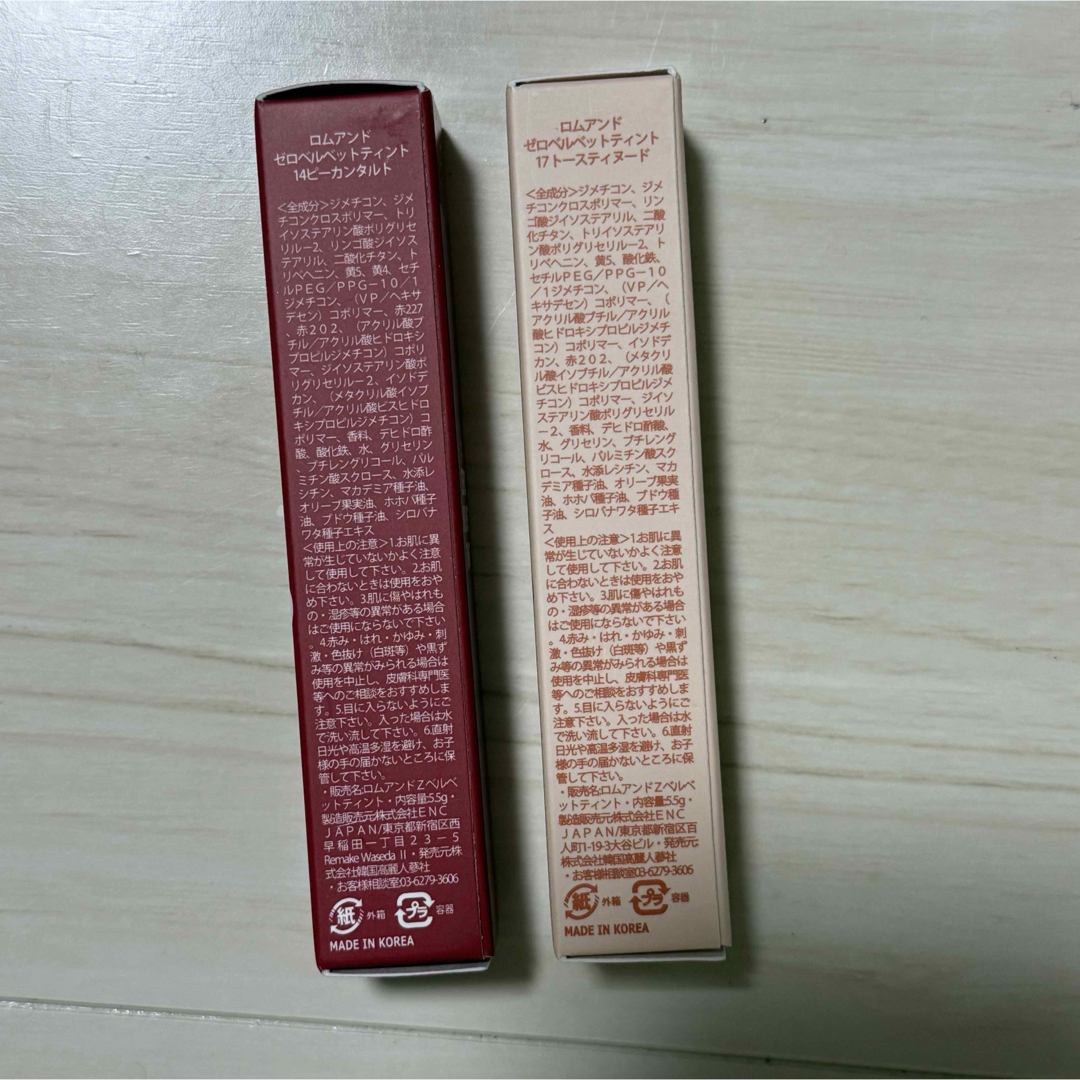 ロムアンド
ゼロベルベットティント
14ピーカンタルト
<全成分>ジメチコン、ジメ
チコンクロスポリマー、トリ
イソステアリン酸ポリグリセ
リル−2、リンゴ酸ジイソス
テアリル、二酸化チタン、ト
リベヘニン、黄5、黄4、セチ
ルPEG/PPG−10/1
ジメチコン、(VP/ヘキサ
デセン)コポリマー、赤227
、赤202、(アクリル酸ブ
チル/アクリル酸ヒドロキシ
プロピルジメチコン)コポリ
マー、ジイソステアリン酸ポ
リグリセリル−2、イソドデ
カン、(メタクリル酸イソブ
チル/アクリル酸ビスヒドロ
キシプロピルジメチコン)コ
ポリマー、香料、デヒドロ酢
酸、酸化鉄、水、グリセリン
、ブチレングリコール、パル
ミチン酸スクロース、水添レ
シチン、マカデミア種子油、
オリーブ果実油、ホホバ種子
油、ブドウ種子油、シロバナ
ワタ種子エキス
<使用上の注意>1.お肌に異
常が生じていないかよく注意
して使用して下さい。2.お肌
に合わないときは使用をおや
め下さい。3.肌に傷やはれも
の・湿疹等の異常がある場合
はご使用にならないで下さい
。4.赤み・はれ・かゆみ・刺
激・色抜け(白斑等)や黒ず
み等の異常がみられる場合は
使用を中止し、皮膚科専門医
等へのご相談をおすすめしま
す。5.目に入らないようにご
注意下さい。入った場合は水
で洗い流して下さい。6.直射
日光や高温多湿を避け、お子
様の手の届かないところに保
管して下さい。
・販売名:ロムアンドZベルベ
ットティント・内容量:5.5g・
製造販売元:株式会社ENC
JAPAN/東京都新宿区西
早稲田一丁目23−5
Remake Waseda II・発売元:株
式会社韓国高麗人蔘社
・お客様相談室:03-6279-3606
紙 外箱 プラ 容器
MADE IN KOREA
ロムアンド
ゼロベルベットティント
17 トースティヌード
<全成分>ジメチコン、ジメ
チコンクロスポリマー、リン
ゴ酸ジイソステアリル、二酸
化チタン、トリイソステアリ
ン酸ポリグリセリル−2、ト
リベヘニン、黄5、酸化鉄、
セチルPEG/PPG−10
/1ジメチコン、(VP/ヘ
キサデセン)コポリマー、(
アクリル酸ブチル/アクリル
酸ヒドロキシプロピルジメチ
コン)コポリマー、イソドデ
カン、赤202、(メタクリ
ル酸イソブチル/アクリル酸
ビスヒドロキシプロピルジメ
チコン)コポリマー、ジイソ
ステアリン酸ポリグリセリル
−2、香料、デヒドロ酢酸、
水、グリセリン、ブチレング
リコール、パルミチン酸スク
ロース、水添レシチン、マカ
デミア種子油、オリーブ果実
油、ホホバ種子油、ブドウ種
子油、シロバナワタ種子エキ
ス
<使用上の注意>1.お肌に異
常が生じていないかよく注意
して使用して下さい。2.お肌
に合わないときは使用をおや
め下さい。3.肌に傷やはれも
の・湿疹等の異常がある場合
はご使用にならないで下さい
。4.赤み・はれ・かゆみ・刺
激・色抜け(白斑等)や黒ず
み等の異常がみられる場合は
使用を中止し、皮膚科専門医
等へのご相談をおすすめしま
す。5.目に入らないようにご
注意下さい。入った場合は水
で洗い流して下さい。6.直射
日光や高温多湿を避け、お子
様の手の届かないところに保
管して下さい。
・販売名:ロムアンドZベルベ
ットティント・内容量:5.5g・
製造販売元:株式会社ENC
JAPAN/東京都新宿区百
人町1-19-3大谷ビル・発売元:
株式会社韓国高麗人蔘社
・お客様相談室:03-6279-3606
紙 外箱 プラ 容器
MADE IN KOREA